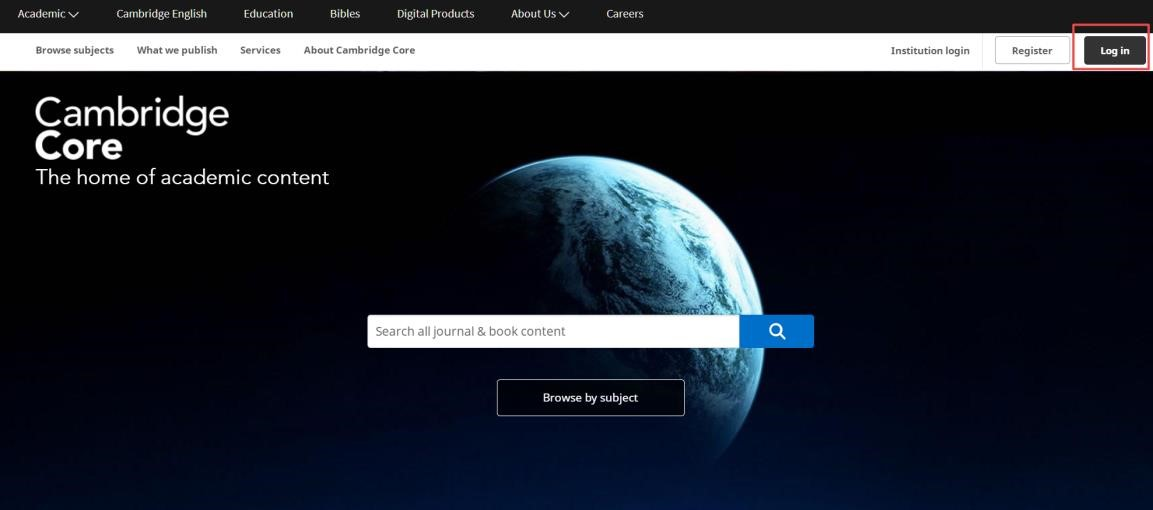 Academic Cambridge English Education Bibles Digital Products About Us Careers
Browse subjects What we publish Services About Cambridge Core Institution login Register Log in
Cambridge
Core
The home of academic content
Search all journal & book content
Browse by subject